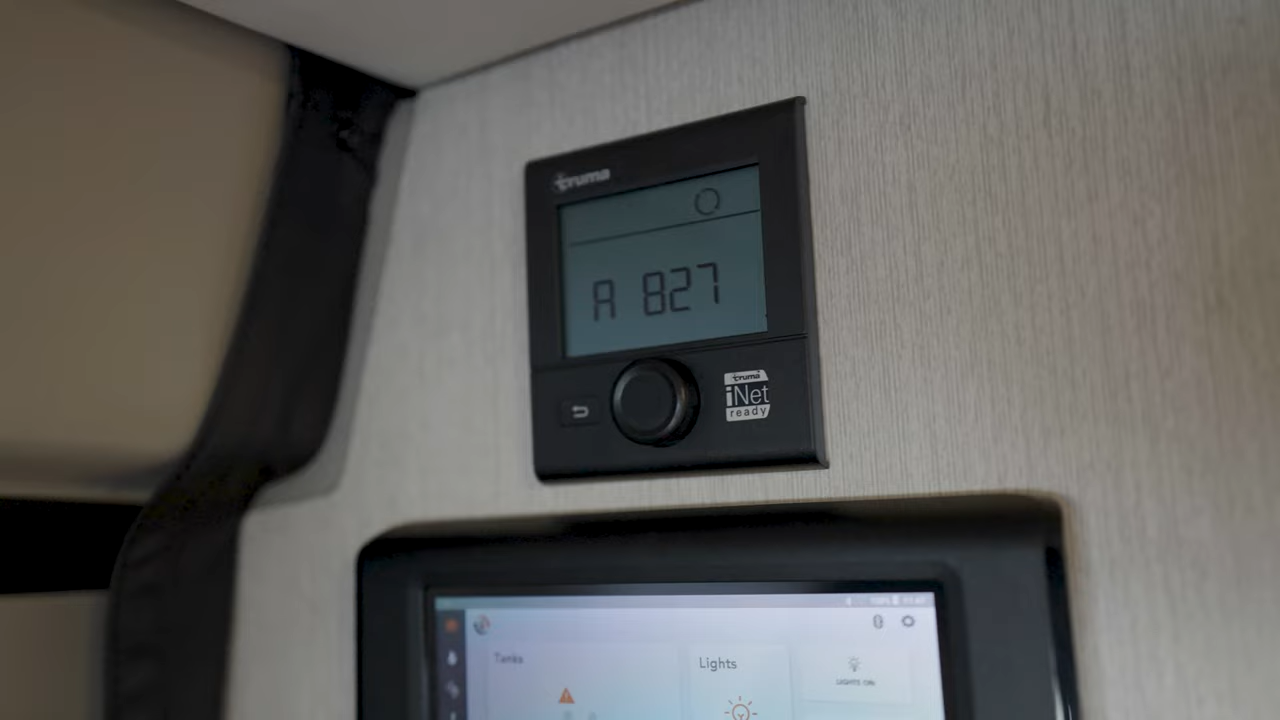 truma
A 827
truma
iNet
ready
Tanks
Lights
LIGHTS ON